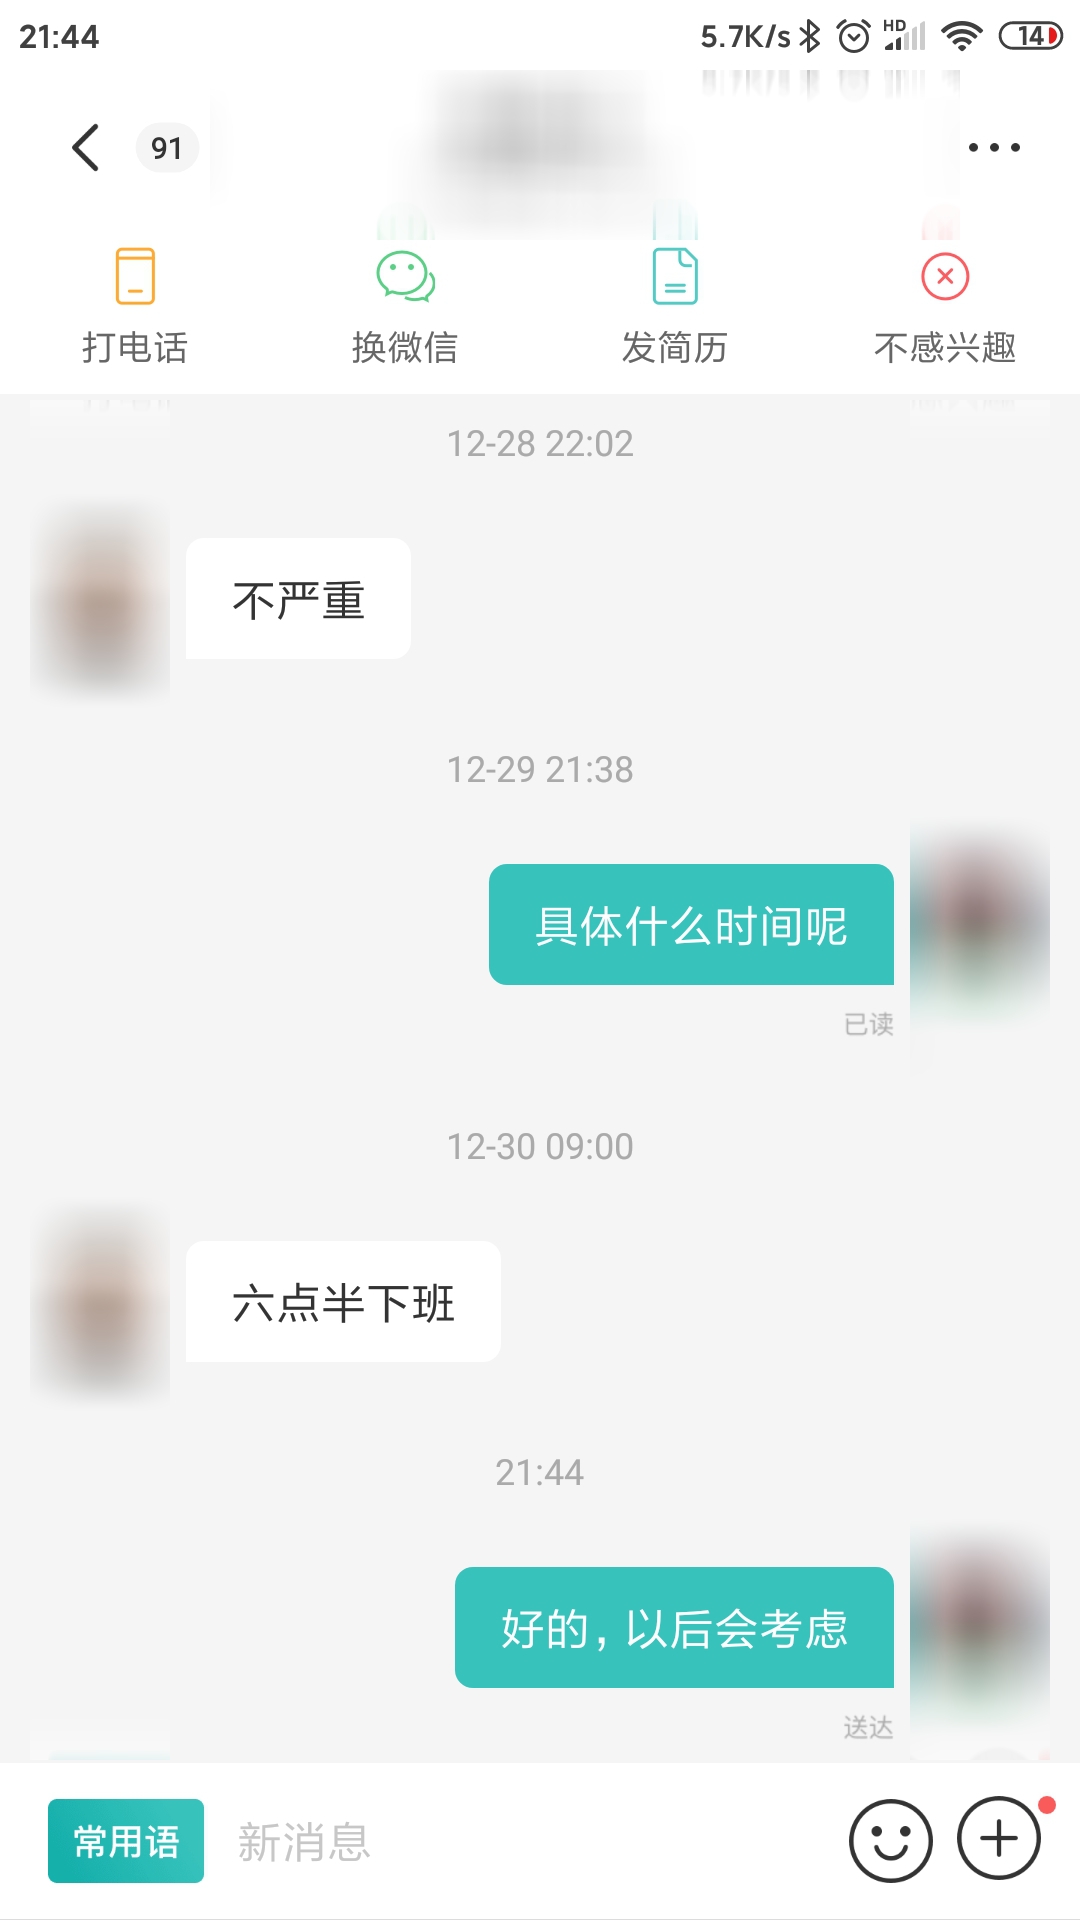 21:44
5.7K/s HD 14
91
打电话 换微信 发简历 不感兴趣
12-28 22:02
不严重
12-29 21:38
具体什么时间呢
已读
12-30 09:00
六点半下班
21:44
好的，以后会考虑
送达
常用语 新消息